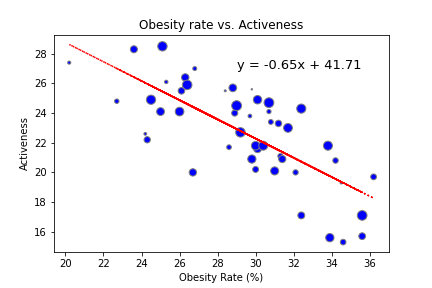 Obesity rate vs. Activeness
y = -0.65x + 41.71
28
26
24
22
20
18
16
Activeness
20 22 24 26 28 30 32 34 36
Obesity Rate (%)